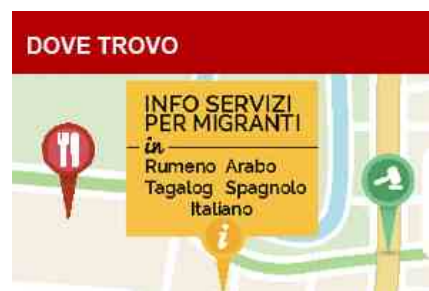 DOVE TROVO
INFO SERVIZI
PER MIGRANTI
in
Rumeno Arabo
Tagalog Spagnolo
Italiano
i